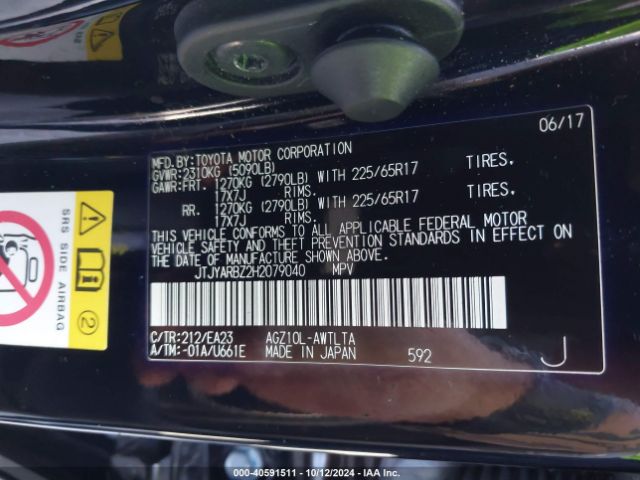 06/17
MFD. BY:TOYOTA MOTOR CORPORATION
GVWR:2310KG (5090LB)
GAWR:FRT. 1270KG (2790LB) WITH 225/65R17 TIRES,
17X7J RIMS.
RR. 1270KG (2790LB) WITH 225/65R17 TIRES,
17X7J RIMS.
THIS VEHICLE CONFORMS TO ALL APPLICABLE FEDERAL MOTOR
VEHICLE SAFETY AND THEFT PREVENTION STANDARDS IN EFFECT ON
THE DATE OF MANUFACTURE SHOWN ABOVE.
JTJYARBZ2H2079040 MPV
C/TR:212/EA23 AGZ10L-AWTLTA
A/TM:-01A/U661E MADE IN JAPAN 592 J
SRS SIDE AIRBAG
2
000-40591511 - 10/12/2024 - IAA Inc.